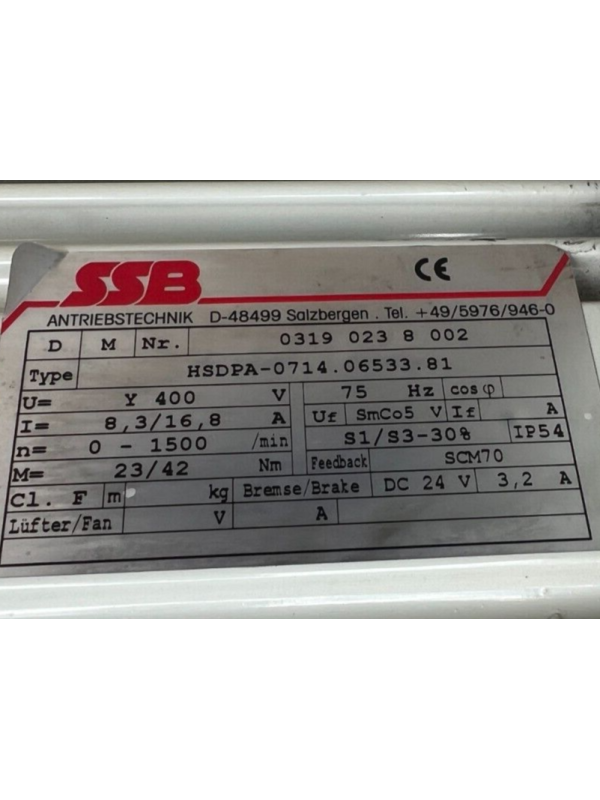 SSB CE
ANTRIEBSTECHNIK D-48499 Salzbergen . Tel. +49/5976/946-0
D M Nr. 0319 023 8 002
Type HSDPA-0714.06533.81
U= Y 400 V 75 Hz cosφ
I= 8,3/16,8 A Uf SmCo5 V If A
n= 0 - 1500 /min S1/S3-30% IP54
M= 23/42 Nm Feedback SCM70
Cl. F m kg Bremse/Brake DC 24 V 3,2 A
Lüfter/Fan V A